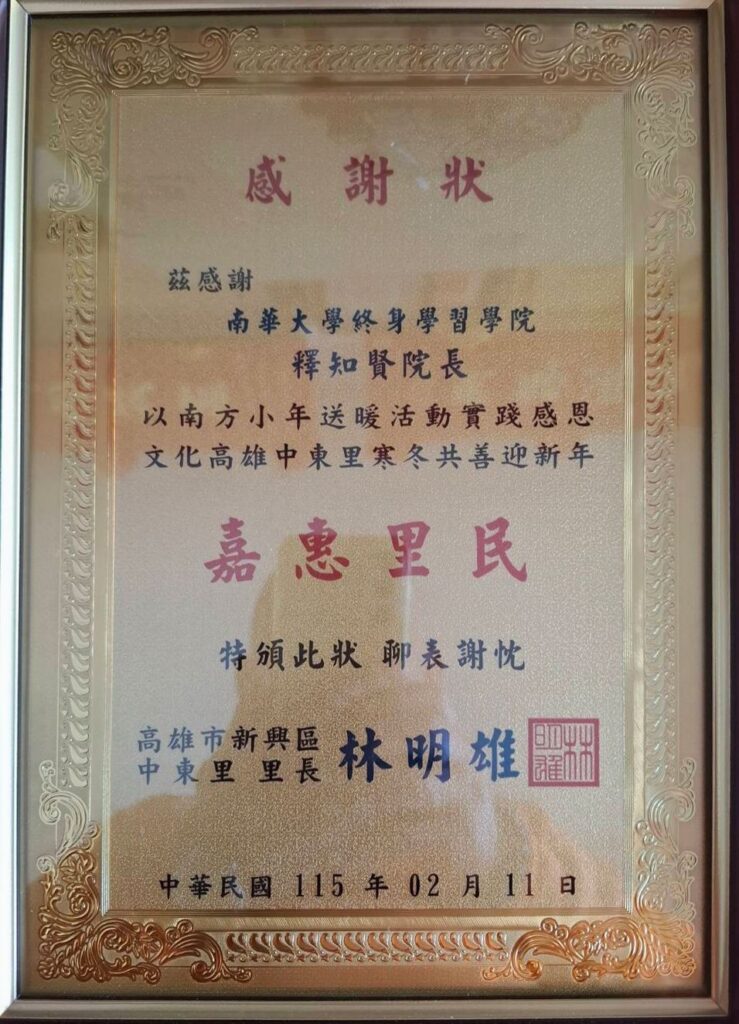 感謝狀
茲感謝
南華大學終身學習學院
釋知賢院長
以南方小年送暖活動實踐感恩
文化高雄中東里寒冬共善迎新年
嘉惠里民
特頒此狀 聊表謝忱
高雄市新興區
中東里 里長 林明雄
林明雄
中華民國 115 年 02 月 11 日